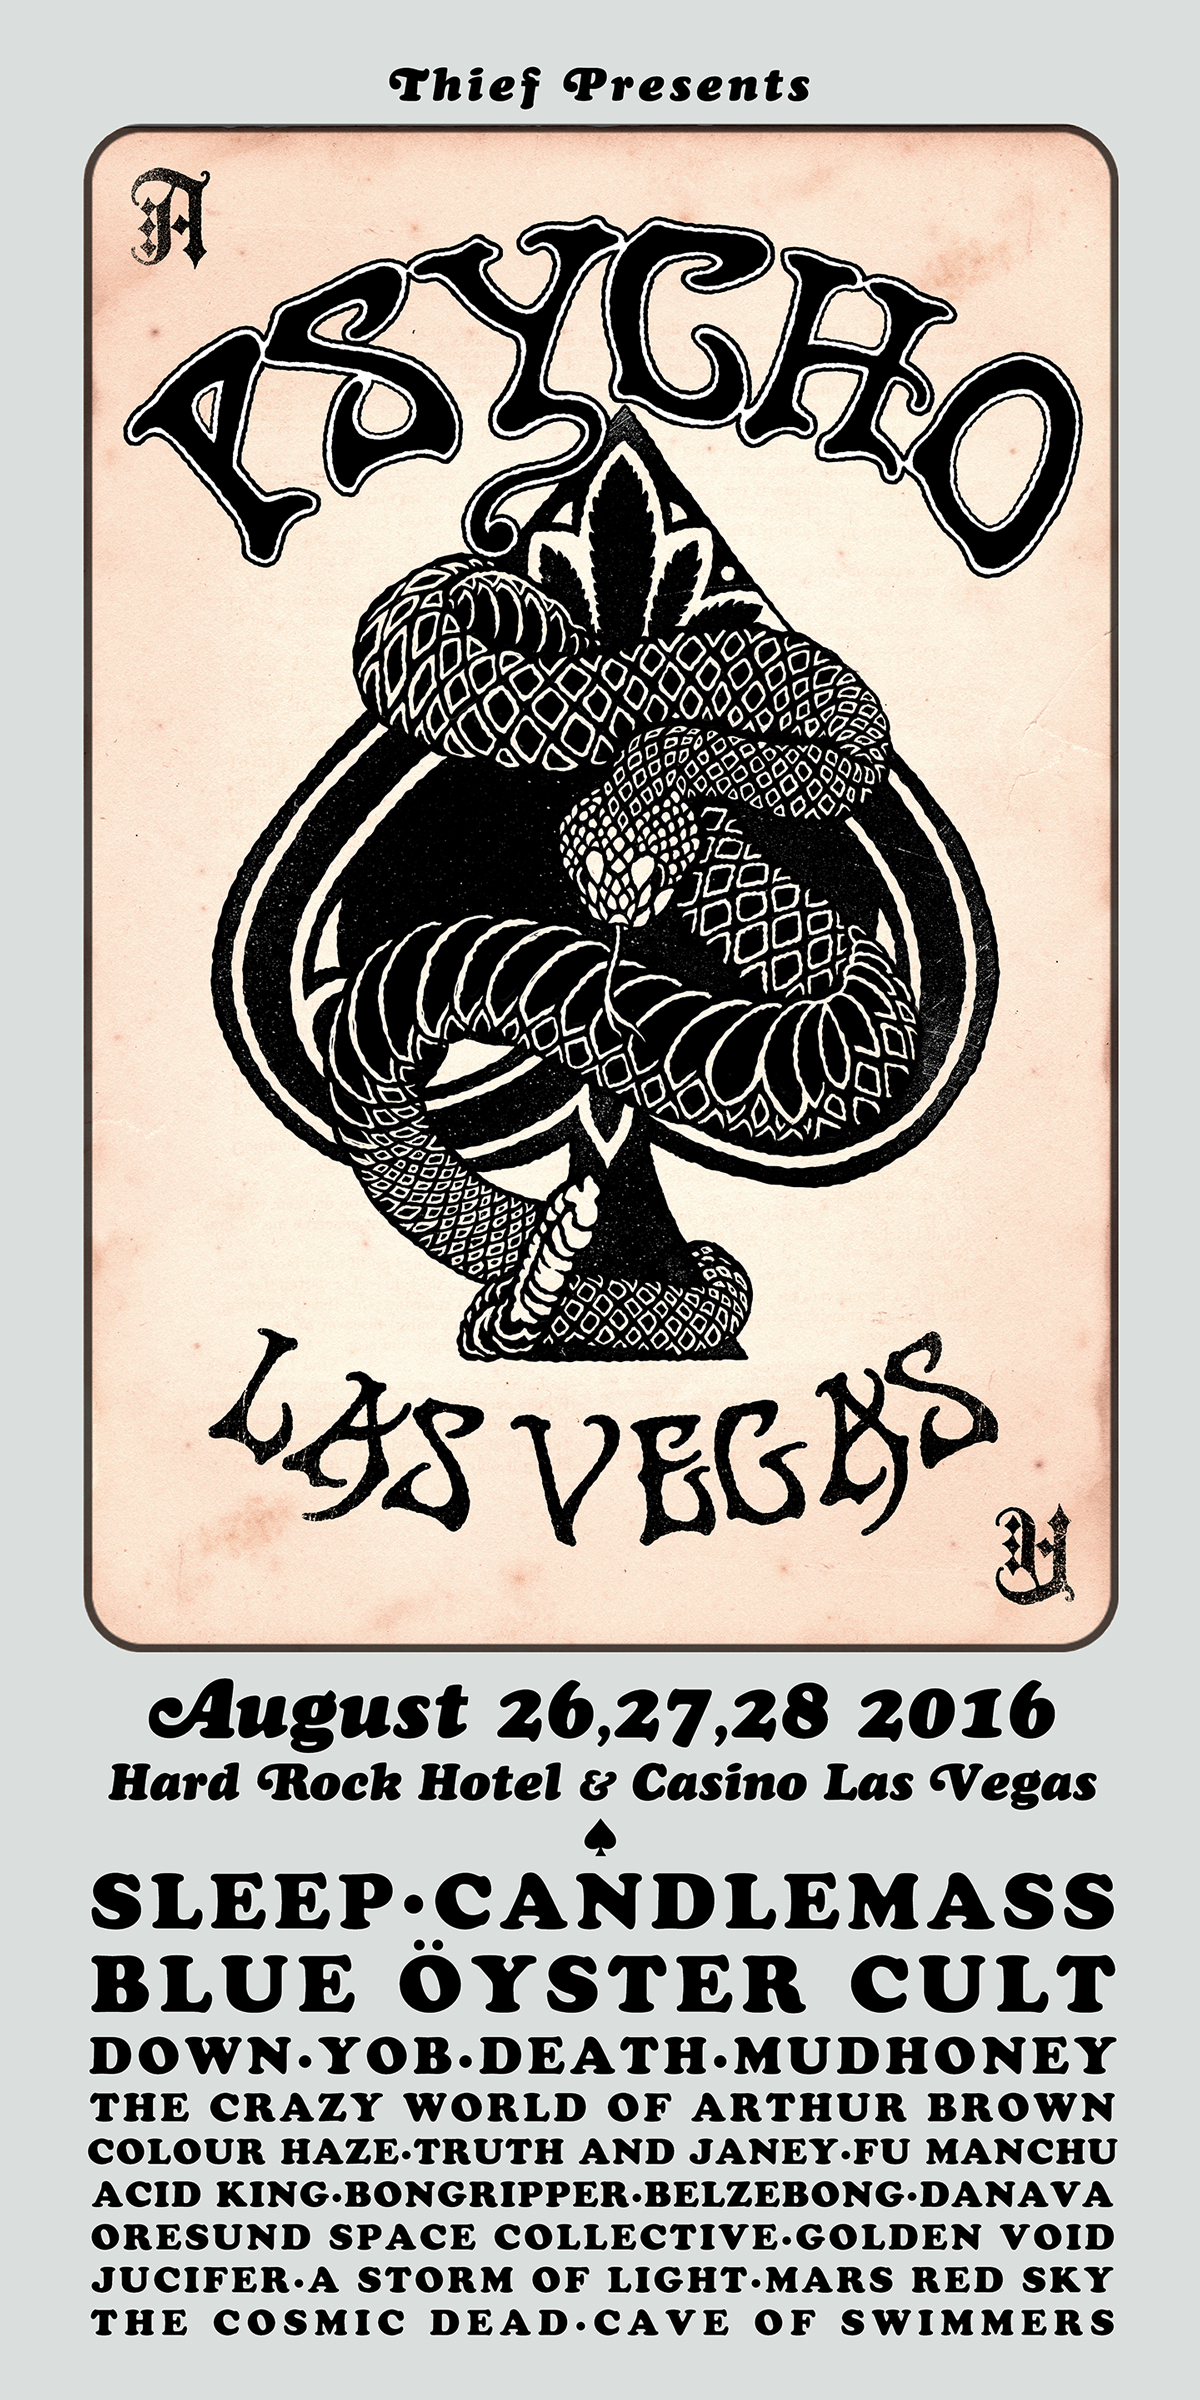 Thief Presents
A
PSYCHO
LAS VEGAS
A
August 26,27,28 2016
Hard Rock Hotel & Casino Las Vegas
SLEEP•CANDLEMASS
BLUE ÖYSTER CULT
DOWN•YOB•DEATH•MUDHONEY
THE CRAZY WORLD OF ARTHUR BROWN
COLOUR HAZE•TRUTH AND JANEY•FU MANCHU
ACID KING•BONGRIPPER•BELZEBONG•DANAVA
ORESUND SPACE COLLECTIVE•GOLDEN VOID
JUCIFER•A STORM OF LIGHT•MARS RED SKY
THE COSMIC DEAD•CAVE OF SWIMMERS